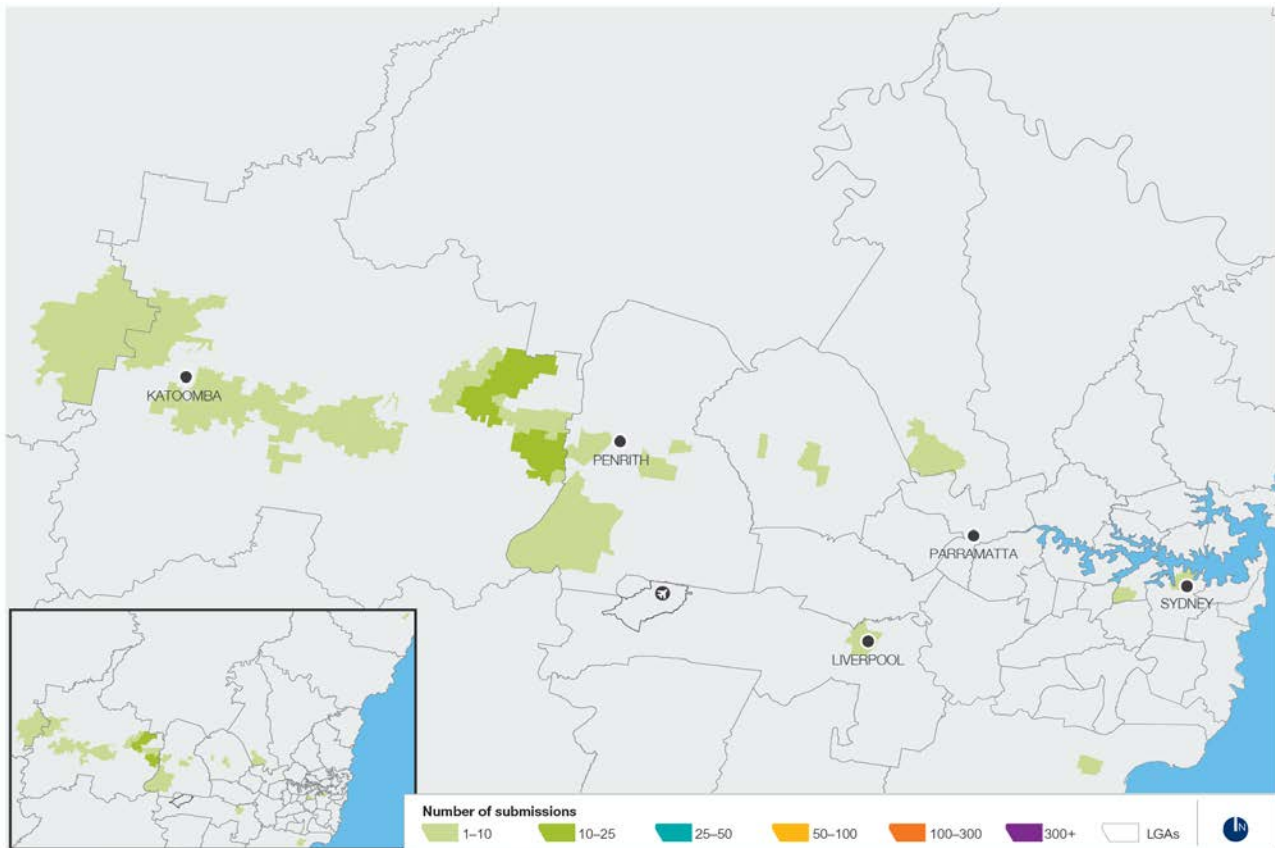 KATOOMBA
PENRITH
PARRAMATTA
SYDNEY
LIVERPOOL
Number of submissions
1–10
10–25
25–50
50–100
100–300
300+
LGAs
N